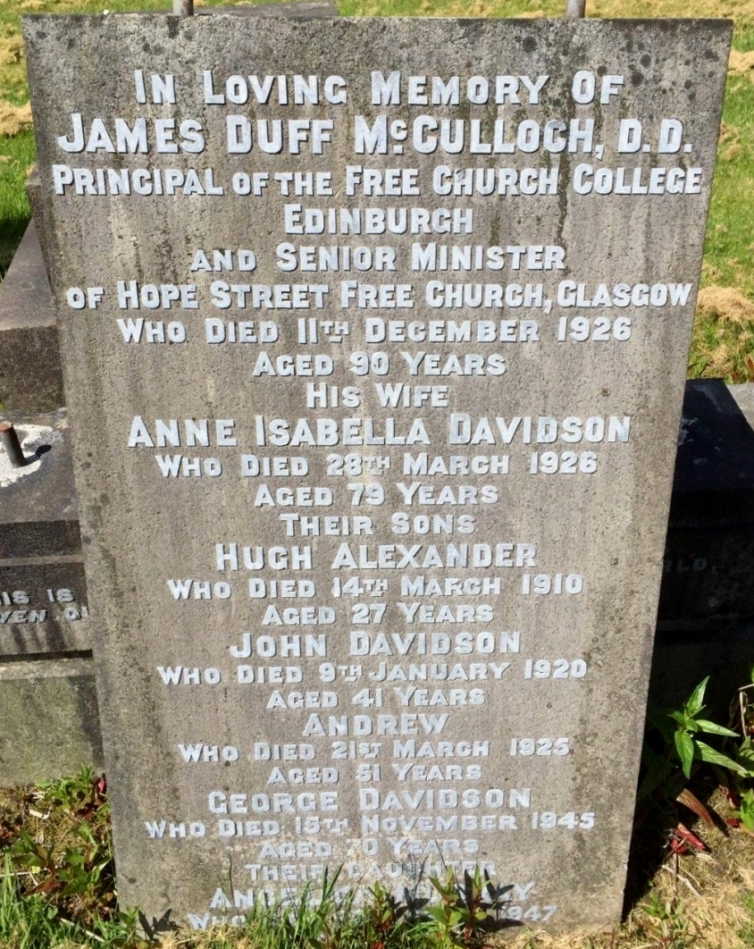 IN LOVING MEMORY OF
JAMES DUFF McCULLOCH, D.D.
PRINCIPAL OF THE FREE CHURCH COLLEGE
EDINBURGH
AND SENIOR MINISTER
OF HOPE STREET FREE CHURCH, GLASGOW
WHO DIED 11TH DECEMBER 1926
AGED 90 YEARS
HIS WIFE
ANNE ISABELLA DAVIDSON
WHO DIED 28TH MARCH 1926
AGED 79 YEARS
THEIR SONS
HUGH ALEXANDER
WHO DIED 14TH MARCH 1910
AGED 27 YEARS
JOHN DAVIDSON
WHO DIED 9TH JANUARY 1920
AGED 41 YEARS
ANDREW
WHO DIED 21ST MARCH 1925
AGED 51 YEARS
GEORGE DAVIDSON
WHO DIED 15TH NOVEMBER 1945
AGED 70 YEARS
THEIR DAUGHTER
WHO
1947
IS